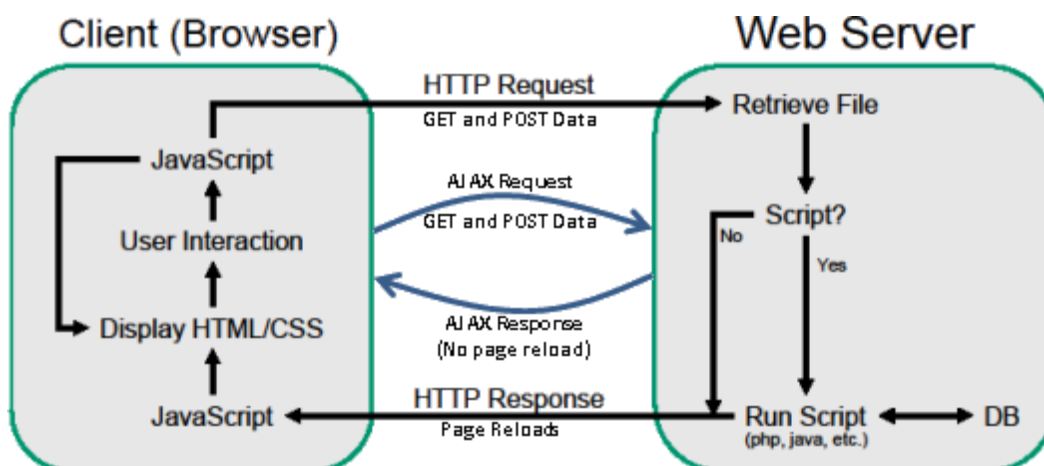 Client (Browser)
Web Server
HTTP Request
GET and POST Data
Retrieve File
JavaScript
AJAX Request
GET and POST Data
Script?
No
Yes
User Interaction
Display HTML/CSS
AJAX Response
(No page reload)
JavaScript
HTTP Response
Page Reloads
Run Script
(php, java, etc.)
DB